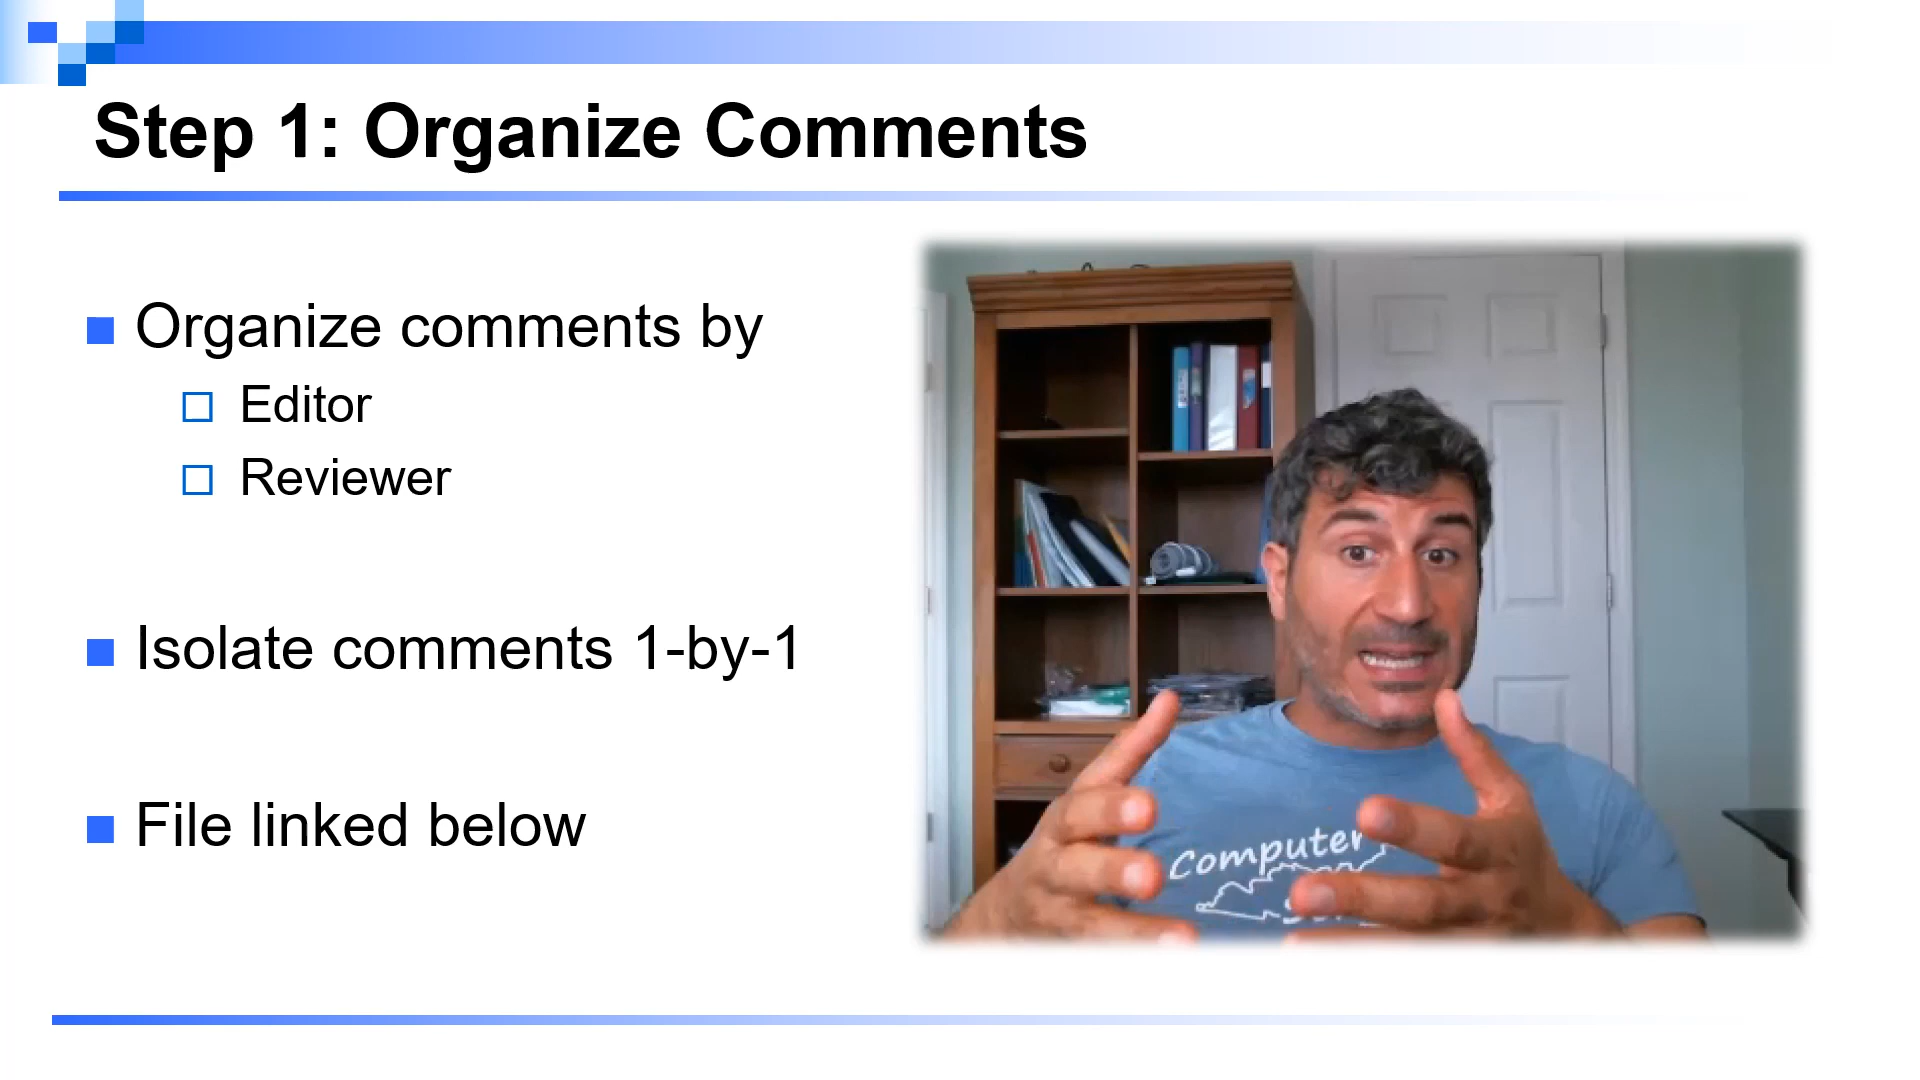 Step 1: Organize Comments
Organize comments by
Editor
Reviewer
Isolate comments 1-by-1
File linked below
Computer